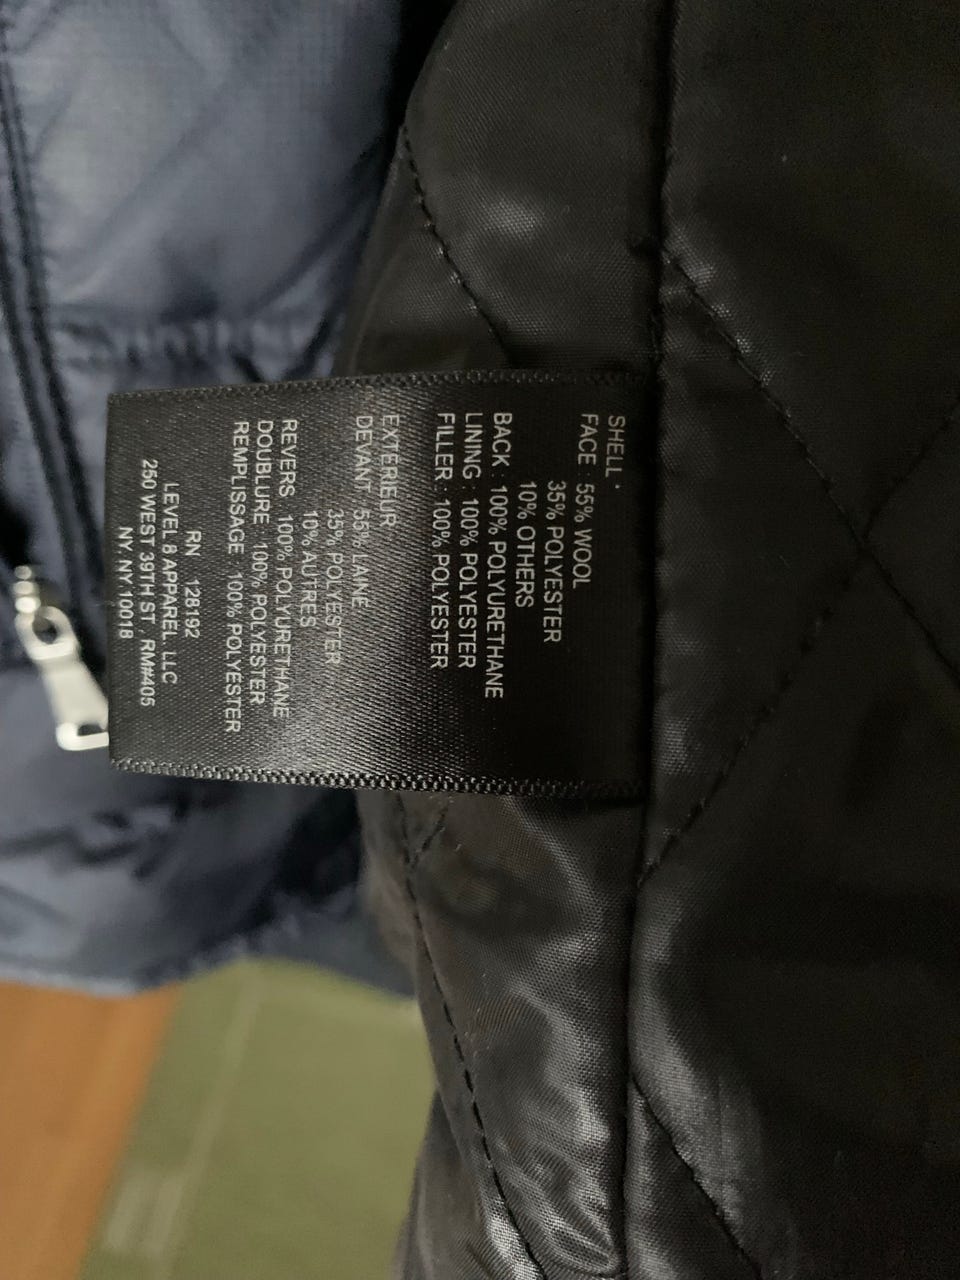 SHELL :
FACE : 55% WOOL
35% POLYESTER
10% OTHERS
BACK : 100% POLYURETHANE
LINING : 100% POLYESTER
FILLER : 100% POLYESTER
EXTÉRIEUR
DEVANT 55% LAINE
35% POLYESTER
10% AUTRES
REVERS 100% POLYURETHANE
DOUBLURE 100% POLYESTER
REMPLISSAGE 100% POLYESTER
RN 128192
LEVEL 8 APPAREL, LLC
250 WEST 39TH ST, RM#405
NY NY 10018